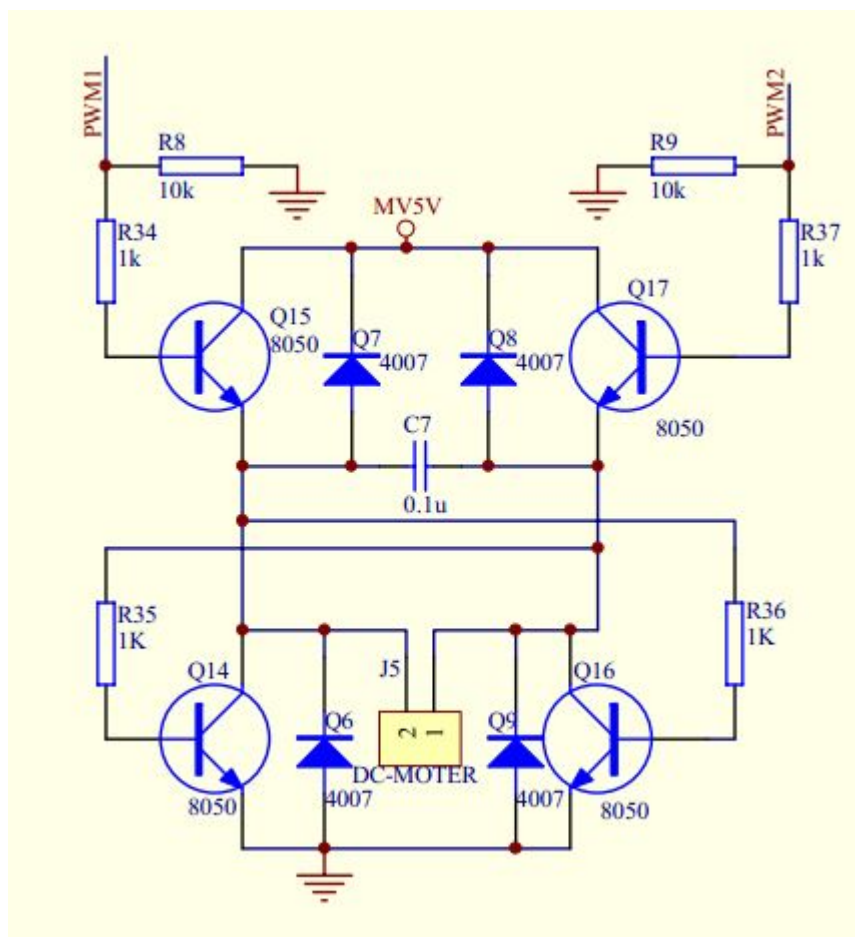 PWM1
PWM2
R8
10k
R9
10k
MV5V
R34
1k
R37
1k
Q15
8050
Q7
4007
Q8
4007
Q17
8050
C7
0.1u
R35
1K
R36
1K
Q14
8050
Q6
4007
J5
2 1
DC-MOTER
Q9
4007
Q16
8050